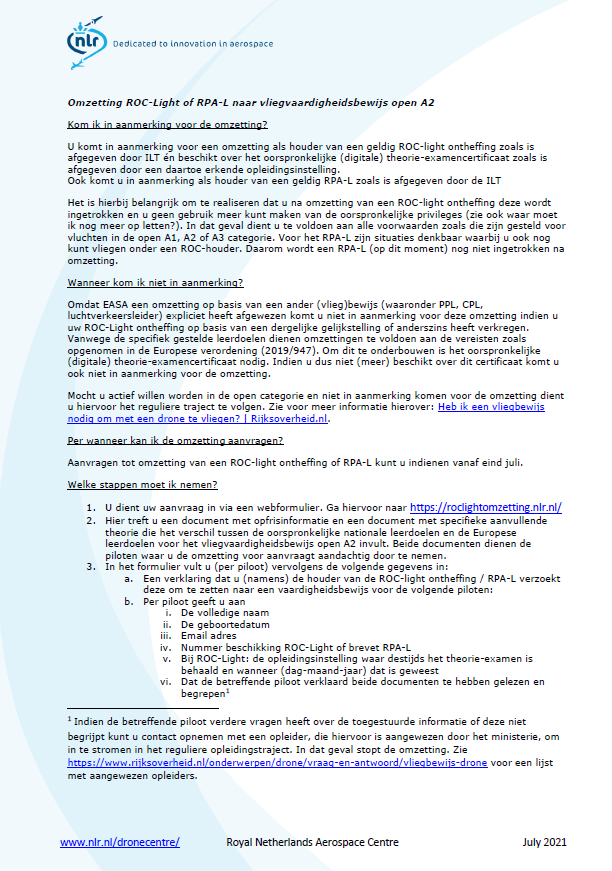 nlr Dedicated to innovation in aerospace
Omzetting ROC-Light of RPA-L naar vliegvaardigheidsbewijs open A2
Kom ik in aanmerking voor de omzetting?
U komt in aanmerking voor een omzetting als houder van een geldig ROC-light ontheffing zoals is
afgegeven door ILT én beschikt over het oorspronkelijke (digitale) theorie-examencertificaat zoals is
afgegeven door een daartoe erkende opleidingsinstelling.
Ook komt u in aanmerking als houder van een geldig RPA-L zoals is afgegeven door de ILT
Het is hierbij belangrijk om te realiseren dat u na omzetting van een ROC-light ontheffing deze wordt
ingetrokken en u geen gebruik meer kunt maken van de oorspronkelijke privileges (zie ook waar moet
ik nog meer op letten?). In dat geval dient u te voldoen aan alle voorwaarden zoals die zijn gesteld voor
vluchten in de open A1, A2 of A3 categorie. Voor het RPA-L zijn situaties denkbaar waarbij u ook nog
kunt vliegen onder een ROC-houder. Daarom wordt een RPA-L (op dit moment) nog niet ingetrokken na
omzetting.
Wanneer kom ik niet in aanmerking?
Omdat EASA een omzetting op basis van een ander (vlieg)bewijs (waaronder PPL, CPL,
luchtverkeersleider) expliciet heeft afgewezen komt u niet in aanmerking voor deze omzetting indien u
uw ROC-Light ontheffing op basis van een dergelijke gelijkstelling of anderszins heeft verkregen.
Vanwege de specifiek gestelde leerdoelen dienen omzettingen te voldoen aan de vereisten zoals
opgenomen in de Europese verordening (2019/947). Om dit te onderbouwen is het oorspronkelijke
(digitale) theorie-examencertificaat nodig. Indien u dus niet (meer) beschikt over dit certificaat komt u
ook niet in aanmerking voor de omzetting.
Mocht u actief willen worden in de open categorie en niet in aanmerking komen voor de omzetting dient
u hiervoor het reguliere traject te volgen. Zie voor meer informatie hierover: Heb ik een vliegbewijs
nodig om met een drone te vliegen? | Rijksoverheid.nl.
Per wanneer kan ik de omzetting aanvragen?
Aanvragen tot omzetting van een ROC-light ontheffing of RPA-L kunt u indienen vanaf eind juli.
Welke stappen moet ik nemen?
1. U dient uw aanvraag in via een webformulier. Ga hiervoor naar https://roclightomzetting.nlr.nl/
2. Hier treft u een document met opfrisinformatie en een document met specifieke aanvullende
theorie die het verschil tussen de oorspronkelijke nationale leerdoelen en de Europese
leerdoelen voor het vliegvaardigheidsbewijs open A2 invult. Beide documenten dienen de
piloten waar u de omzetting voor aanvraagt aandachtig door te nemen.
3. In het formulier vult u (per piloot) vervolgens de volgende gegevens in:
a. Een verklaring dat u (namens) de houder van de ROC-light ontheffing / RPA-L verzoekt
deze om te zetten naar een vaardigheidsbewijs voor de volgende piloten:
b. Per piloot geeft u aan
i. De volledige naam
ii. De geboortedatum
iii. Email adres
iv. Nummer beschikking ROC-Light of brevet RPA-L
v. Bij ROC-Light: de opleidingsinstelling waar destijds het theorie-examen is
behaald en wanneer (dag-maand-jaar) dat is geweest
vi. Dat de betreffende piloot verklaard beide documenten te hebben gelezen en
begrepen1
1 Indien de betreffende piloot verdere vragen heeft over de toegestuurde informatie of deze niet
begrijpt kunt u contact opnemen met een opleider, die hiervoor is aangewezen door het ministerie, om
in te stromen in het reguliere opleidingstraject. In dat geval stopt de omzetting. Zie
https://www.rijksoverheid.nl/onderwerpen/drone/vraag-en-antwoord/vliegbewijs-drone voor een lijst
met aangewezen opleiders.
www.nlr.nl/dronecentre/ Royal Netherlands Aerospace Centre July 2021